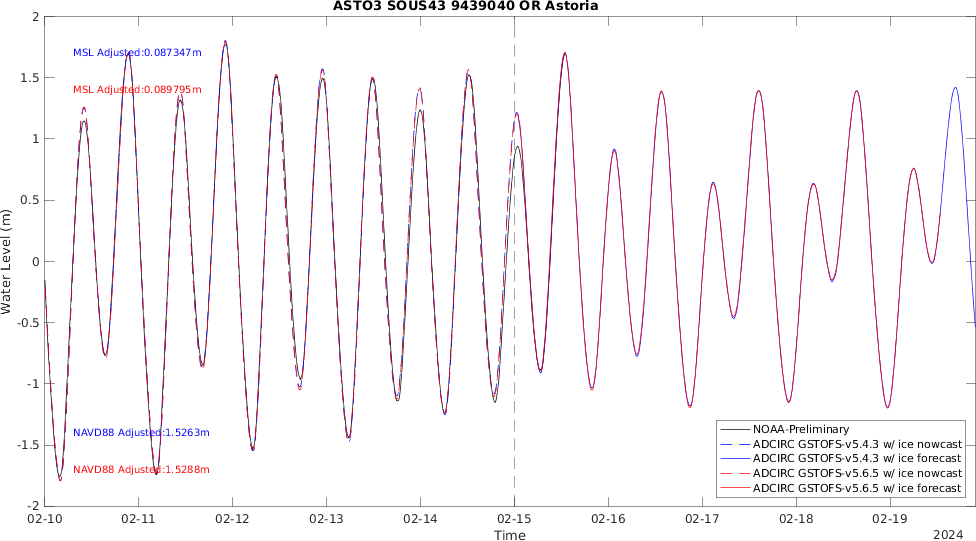 ASTO3 SOUS43 9439040 OR Astoria
Water Level (m)
2
1.5
1
0.5
0
-0.5
-1
-1.5
-2
MSL Adjusted:0.087347m
MSL Adjusted:0.089795m
NAVD88 Adjusted:1.5263m
NAVD88 Adjusted:1.5288m
NOAA-Preliminary
ADCIRC GSTOFS-v5.4.3 w/ ice nowcast
ADCIRC GSTOFS-v5.4.3 w/ ice forecast
ADCIRC GSTOFS-v5.6.5 w/ ice nowcast
ADCIRC GSTOFS-v5.6.5 w/ ice forecast
02-10 02-11 02-12 02-13 02-14 02-15 02-16 02-17 02-18 02-19
Time
2024